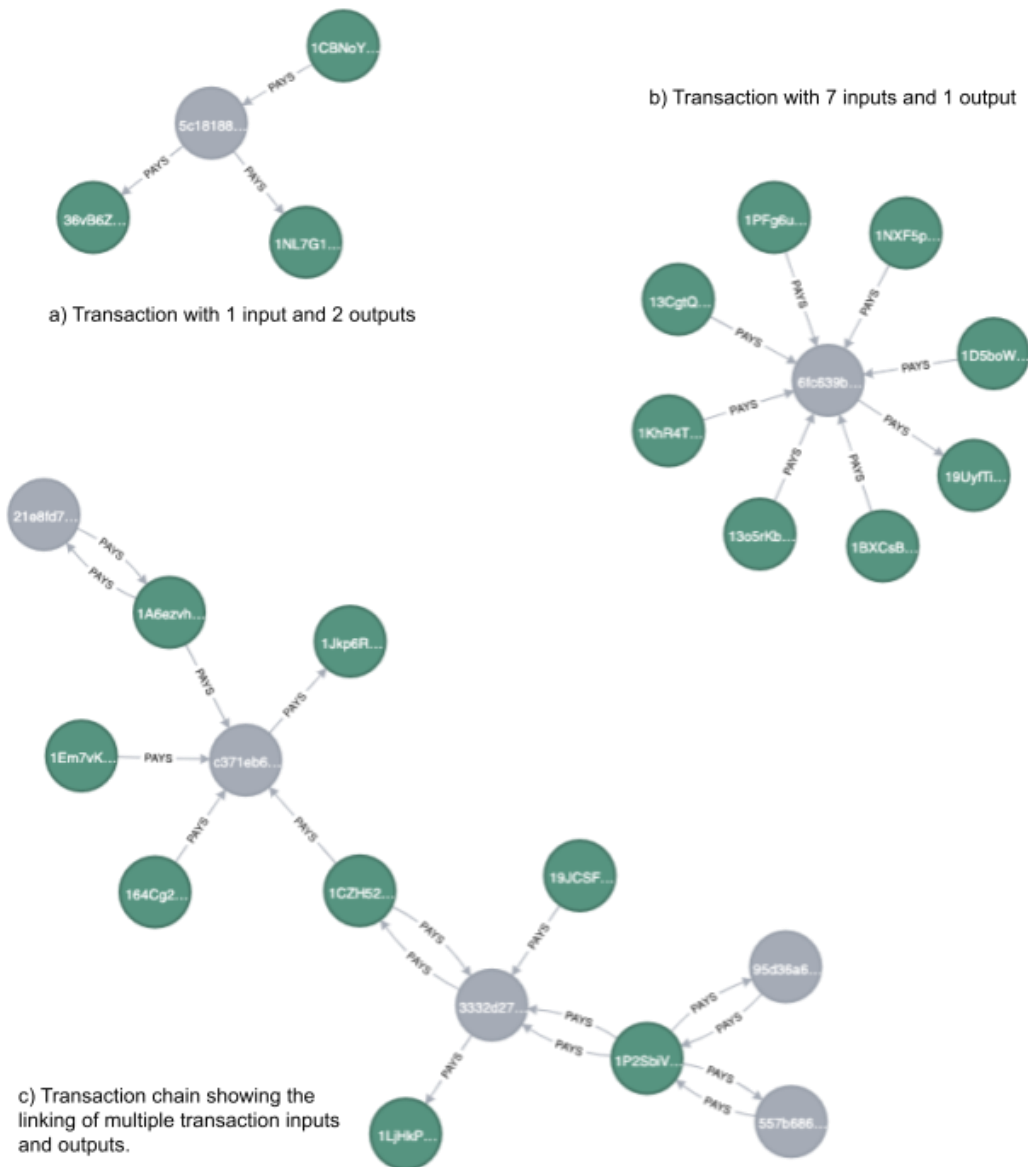 1CBNoY...
PAYS
5c18188...
PAYS
PAYS
36vB6Z...
1NL7G1...
a) Transaction with 1 input and 2 outputs
b) Transaction with 7 inputs and 1 output
1PFg6u...
1NXF5p...
13CgtQ...
PAYS
PAYS
PAYS
1D5boW...
6fc639b...
PAYS
1KhR4T...
PAYS
PAYS
19UyfTi...
PAYS
PAYS
13o5rKb...
1BXCsB...
21e8fd7...
PAYS
PAYS
1A6ezvh...
1Jkp6R...
PAYS
PAYS
1Em7vK...
PAYS
c371eb6...
PAYS
PAYS
164Cg2...
1CZH52...
19JCSF...
PAYS
PAYS
PAYS
95d36a6...
3332d27...
PAYS
PAYS
PAYS
PAYS
1P2SbiV...
PAYS
PAYS
PAYS
557b686...
1LjHkP...
c) Transaction chain showing the
linking of multiple transaction inputs
and outputs.